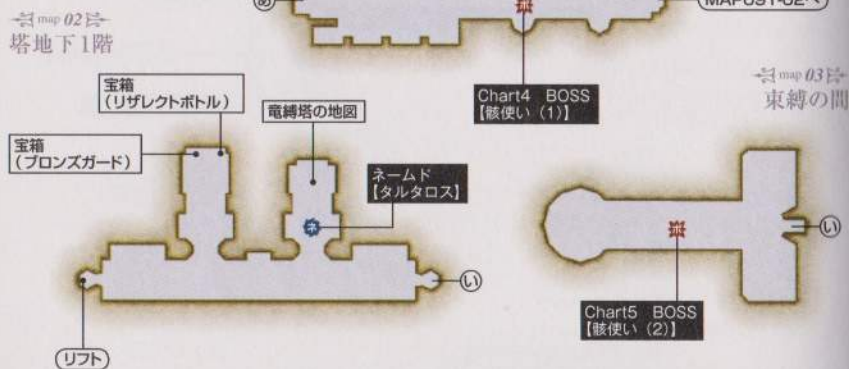 あ
MAP091-02へ
map 02
塔地下1階
Chart4 BOSS
【骸使い(1)】
map 03
束縛の間
宝箱
(リザレクトボトル)
竜縛塔の地図
宝箱
(ブロンズガード)
ネームド
【タルタロス】
ネ
い
い
Chart5 BOSS
【骸使い(2)】
リフト